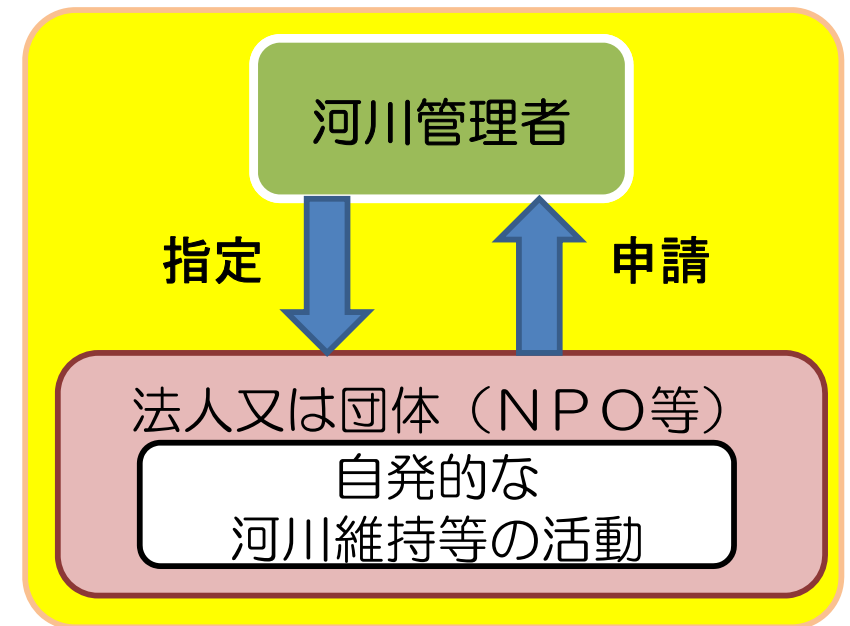 河川管理者
指定
申請
法人又は団体（ＮＰＯ等）
自発的な
河川維持等の活動